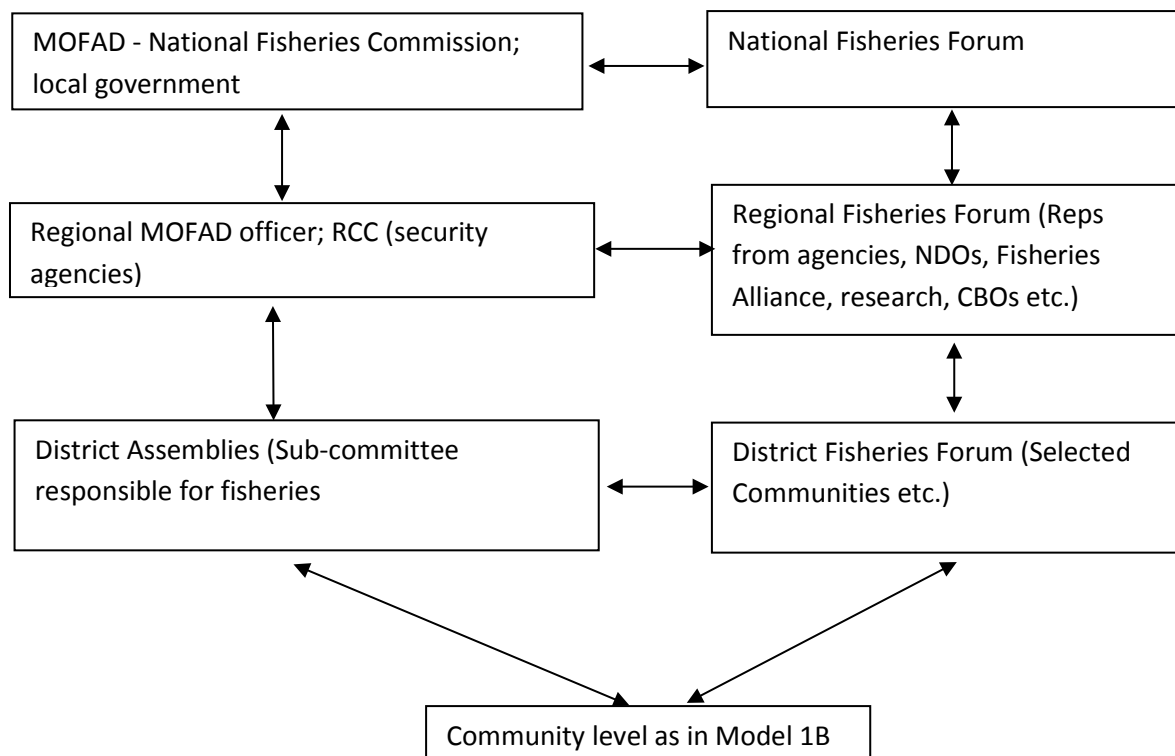 MOFAD - National Fisheries Commission;
local government
National Fisheries Forum
Regional MOFAD officer; RCC (security
agencies)
Regional Fisheries Forum (Reps
from agencies, NDOs, Fisheries
Alliance, research, CBOs etc.)
District Assemblies (Sub-committee
responsible for fisheries
District Fisheries Forum (Selected
Communities etc.)
Community level as in Model 1B